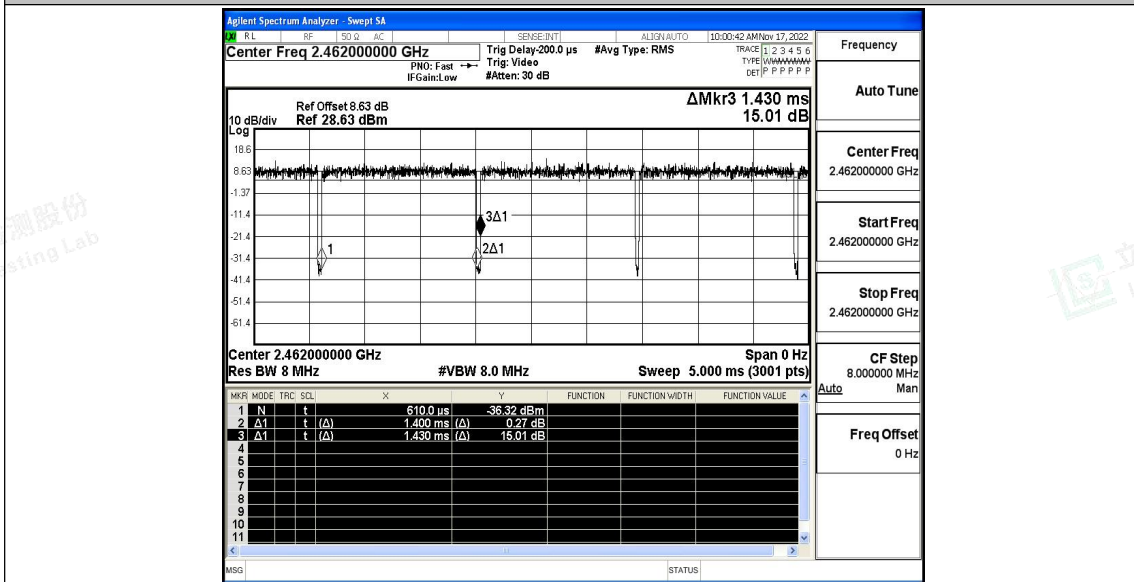 Agilent Spectrum Analyzer - Swept SA
LXI RL RF 50 Ω AC SENSE:INT ALIGN AUTO 10:00:42 AM Nov 17, 2022
Center Freq 2.462000000 GHz
Trig Delay-200.0 µs #Avg Type: RMS
PNO: Fast Trig: Video
IFGain:Low #Atten: 30 dB
TRACE 1 2 3 4 5 6
TYPE WWWWWW
DET P P P P P P
Frequency
ΔMkr3 1.430 ms
15.01 dB
Ref Offset 8.63 dB
10 dB/div Ref 28.63 dBm
Log
18.6
8.63
-1.37
-11.4
-21.4
-31.4
-41.4
-51.4
-61.4
1
3Δ1
2Δ1
Center 2.462000000 GHz Span 0 Hz
Res BW 8 MHz #VBW 8.0 MHz Sweep 5.000 ms (3001 pts)
MKR MODE TRC SCL X Y FUNCTION FUNCTION WIDTH FUNCTION VALUE
1 N t 610.0 µs -36.32 dBm
2 Δ1 t (Δ) 1.400 ms (Δ) 0.27 dB
3 Δ1 t (Δ) 1.430 ms (Δ) 15.01 dB
4
5
6
7
8
9
10
11
MSG STATUS
Auto Tune
Center Freq
2.462000000 GHz
Start Freq
2.462000000 GHz
Stop Freq
2.462000000 GHz
CF Step
8.000000 MHz
Auto Man
Freq Offset
0 Hz
测股份
sting Lab
立